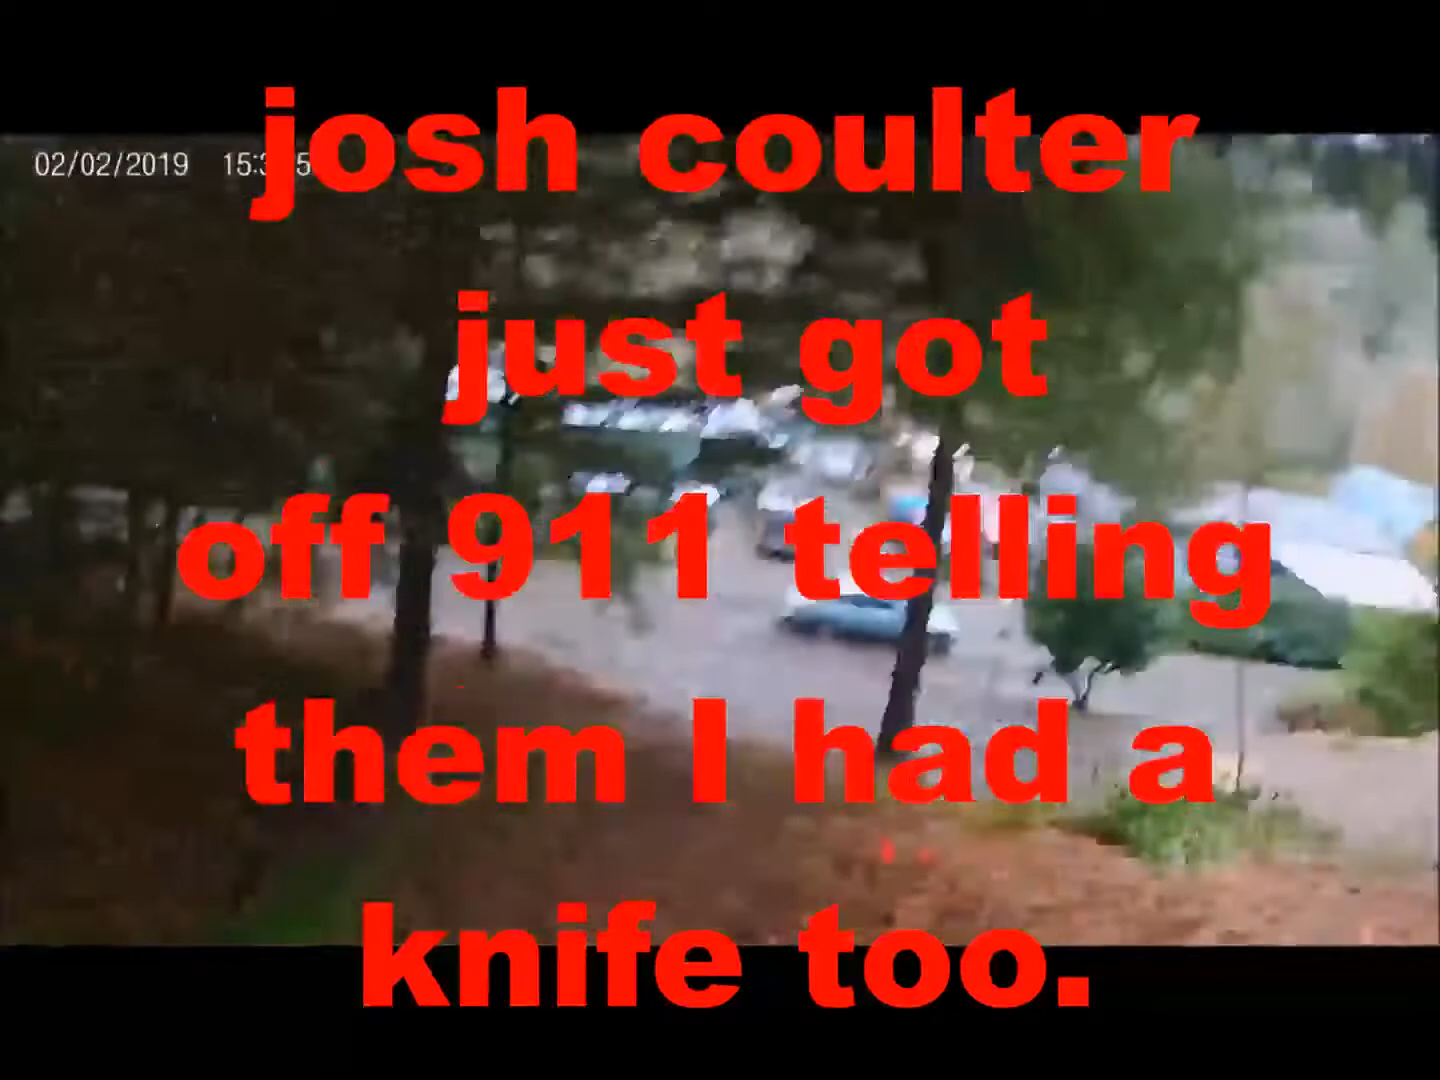 josh coulter
02/02/2019
just got
off 911 telling
them I had a
knife too.